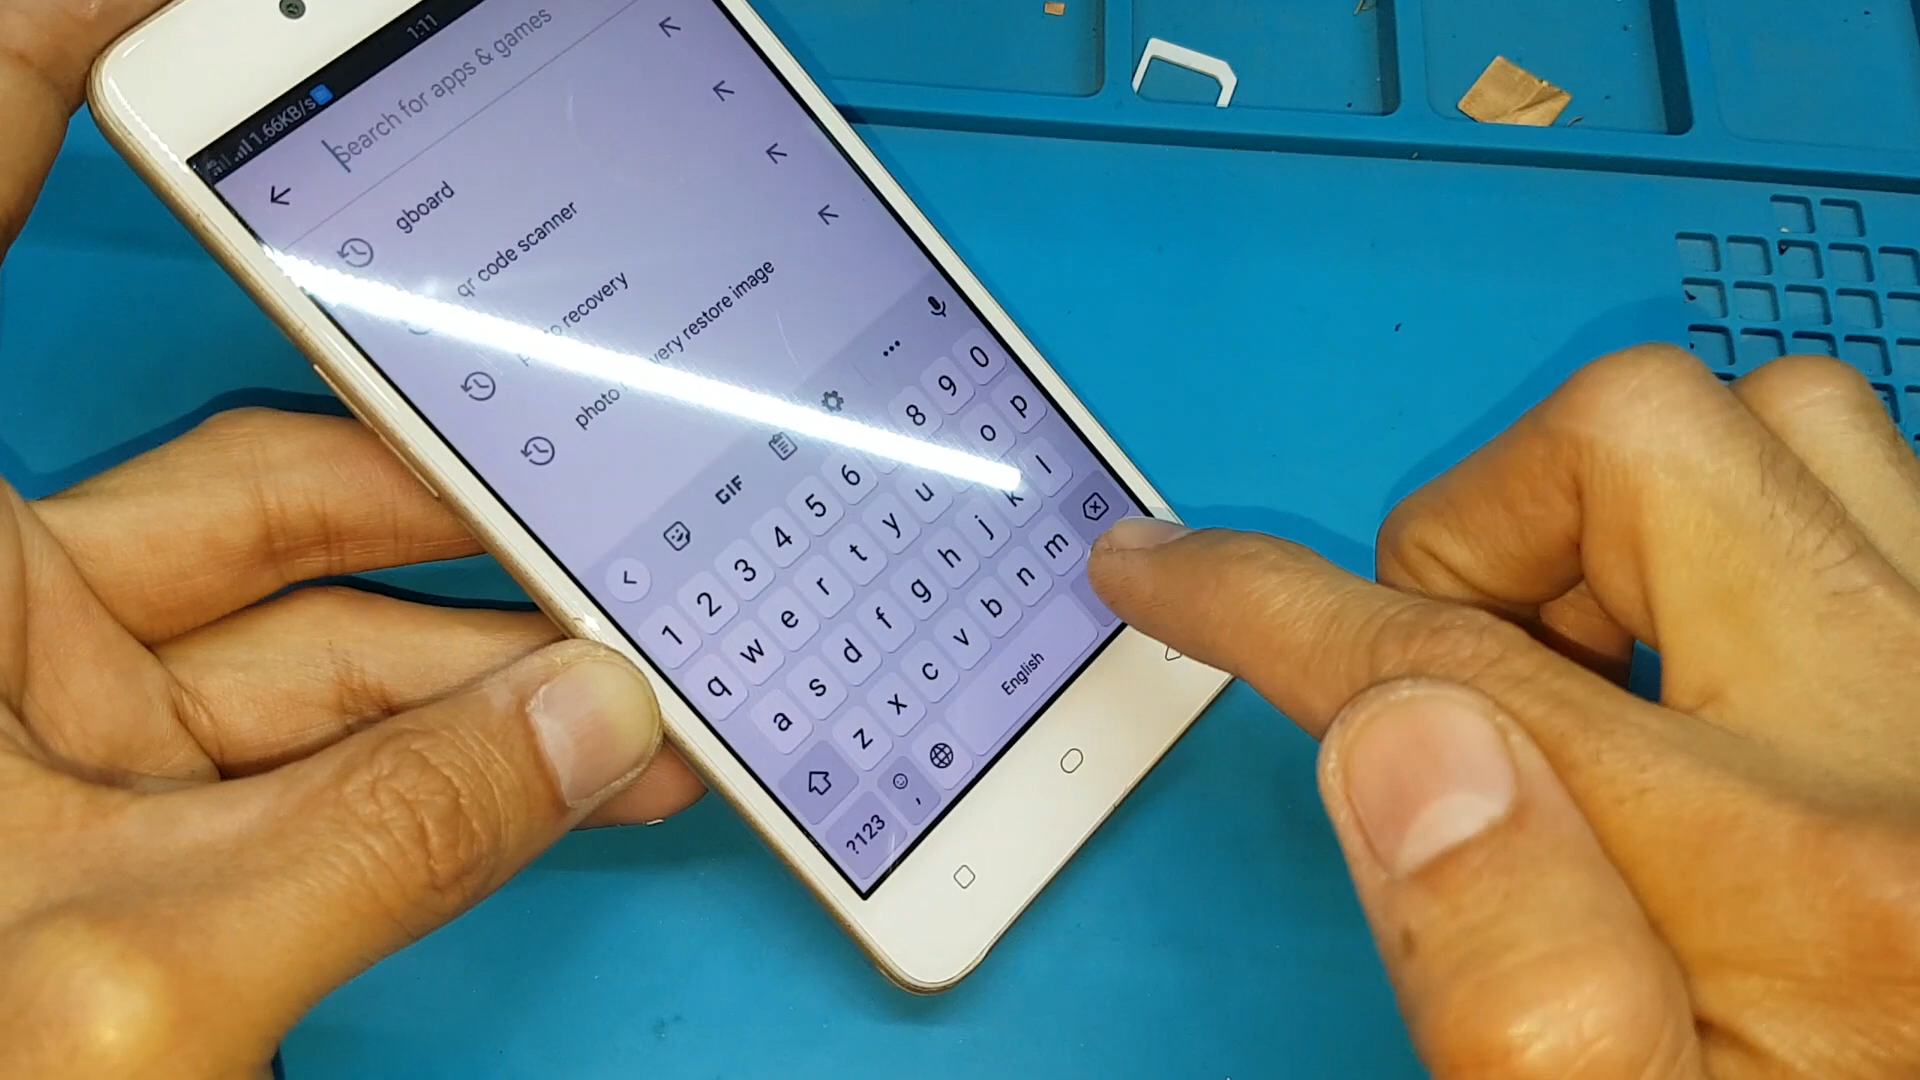 1.66KB/s 1:11
Search for apps & games
gboard
qr code scanner
recovery
photo restore image
GIF
1 2 3 4 5 6 8 9 0
q w e r t y u o p
a s d f g h j k l
z x c v b n m
?123 , English